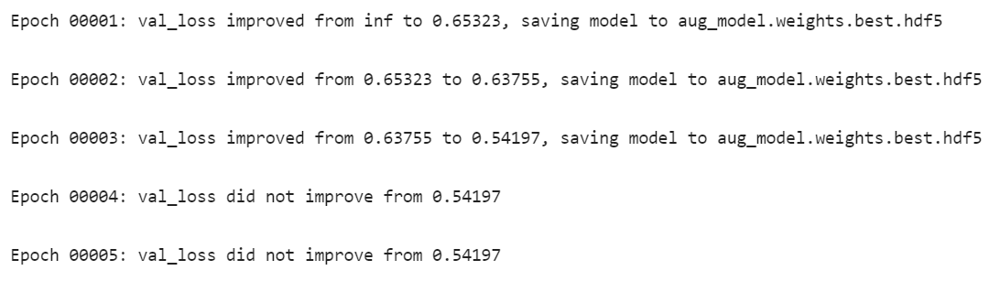 Epoch 00001: val_loss improved from inf to 0.65323, saving model to aug_model.weights.best.hdf5
Epoch 00002: val_loss improved from 0.65323 to 0.63755, saving model to aug_model.weights.best.hdf5
Epoch 00003: val_loss improved from 0.63755 to 0.54197, saving model to aug_model.weights.best.hdf5
Epoch 00004: val_loss did not improve from 0.54197
Epoch 00005: val_loss did not improve from 0.54197